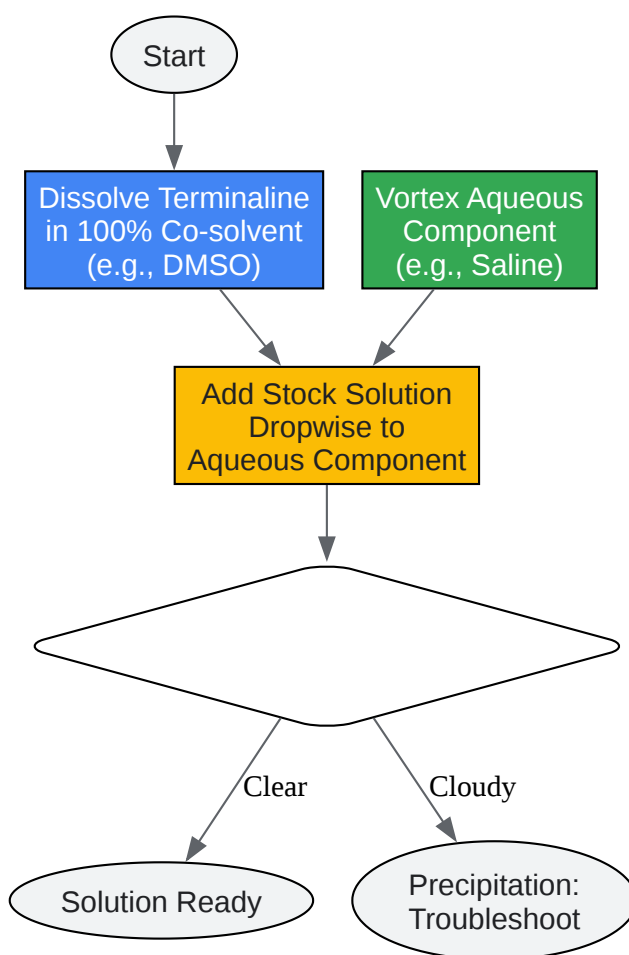 Start
Dissolve Terminaline
in 100% Co-solvent
(e.g., DMSO)
Vortex Aqueous
Component
(e.g., Saline)
Add Stock Solution
Dropwise to
Aqueous Component
Clear
Cloudy
Solution Ready
Precipitation:
Troubleshoot